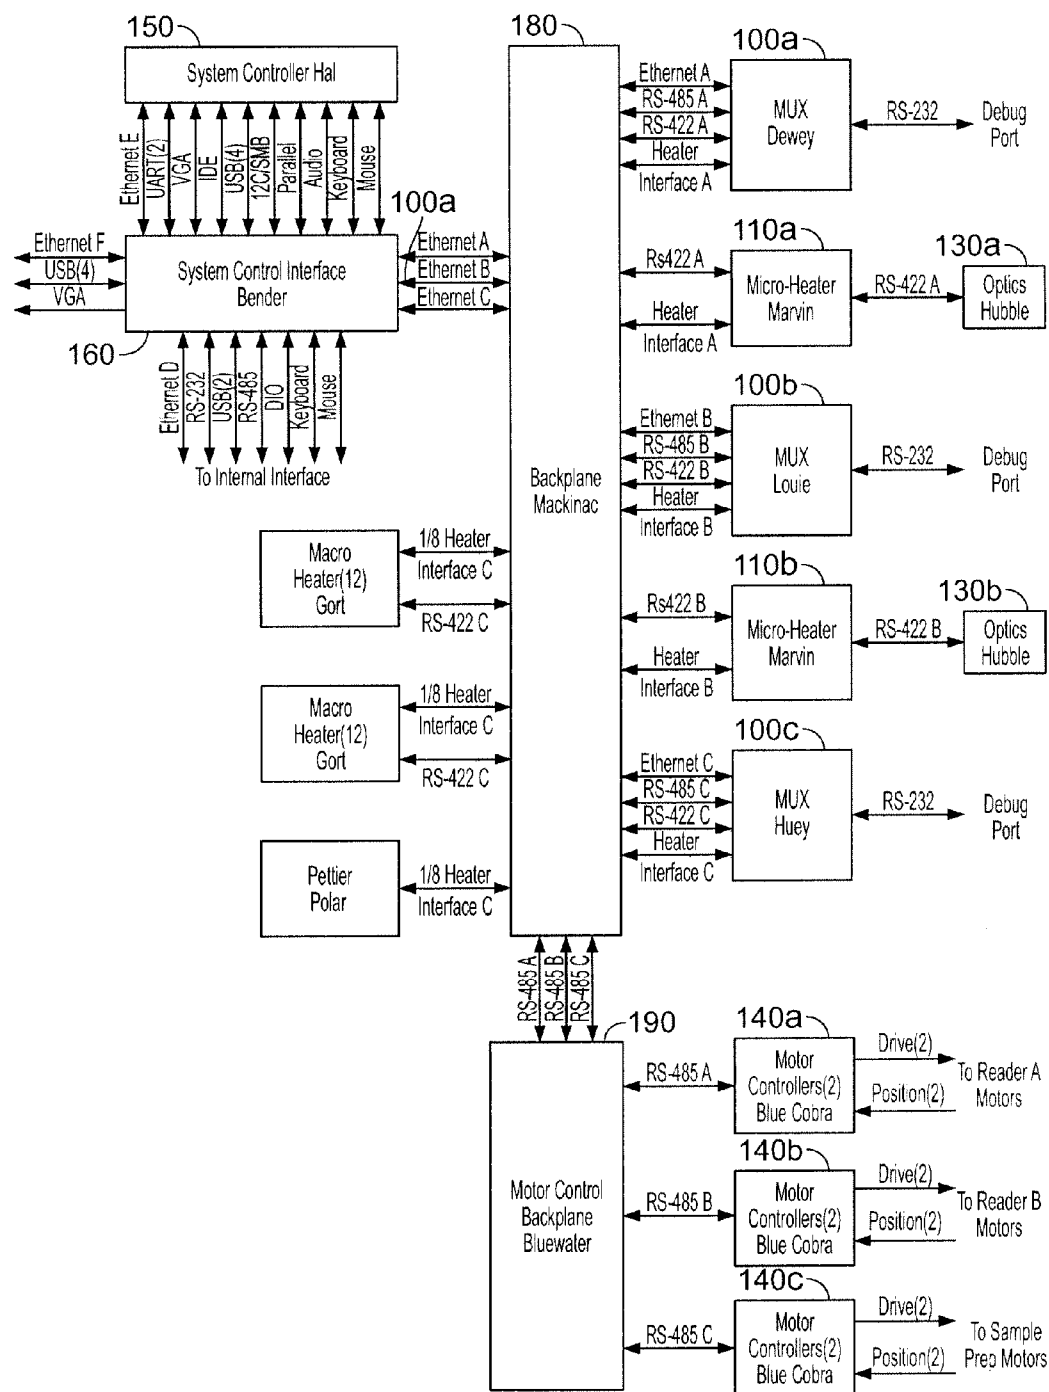 150
System Controller Hal
Ethernet E
UART(2)
VGA
IDE
USB(4)
12C/SMB
Parallel
Audio
Keyboard
Mouse
100a
Ethernet F
USB(4)
VGA
System Control Interface
Bender
160
Ethernet A
Ethernet B
Ethernet C
Ethernet D
RS-232
USB(2)
RS-485
DIO
Keyboard
Mouse
To Internal Interface
Macro
Heater(12)
Gort
1/8 Heater
Interface C
RS-422 C
Macro
Heater(12)
Gort
1/8 Heater
Interface C
RS-422 C
Pettier
Polar
1/8 Heater
Interface C
180
Backplane
Mackinac
Ethernet A
RS-485 A
RS-422 A
Heater
Interface A
100a
MUX
Dewey
RS-232
Debug
Port
Rs422 A
Heater
Interface A
110a
Micro-Heater
Marvin
RS-422 A
130a
Optics
Hubble
Ethernet B
RS-485 B
RS-422 B
Heater
Interface B
100b
MUX
Louie
RS-232
Debug
Port
Rs422 B
Heater
Interface B
110b
Micro-Heater
Marvin
RS-422 B
130b
Optics
Hubble
Ethernet C
RS-485 C
RS-422 C
Heater
Interface C
100c
MUX
Huey
RS-232
Debug
Port
RS-485 A
RS-485 B
RS-485 C
190
Motor Control
Backplane
Bluewater
RS-485 A
140a
Motor
Controllers(2)
Blue Cobra
Drive(2)
Position(2)
To Reader A
Motors
RS-485 B
140b
Motor
Controllers(2)
Blue Cobra
Drive(2)
Position(2)
To Reader B
Motors
RS-485 C
140c
Motor
Controllers(2)
Blue Cobra
Drive(2)
Position(2)
To Sample
Prep Motors